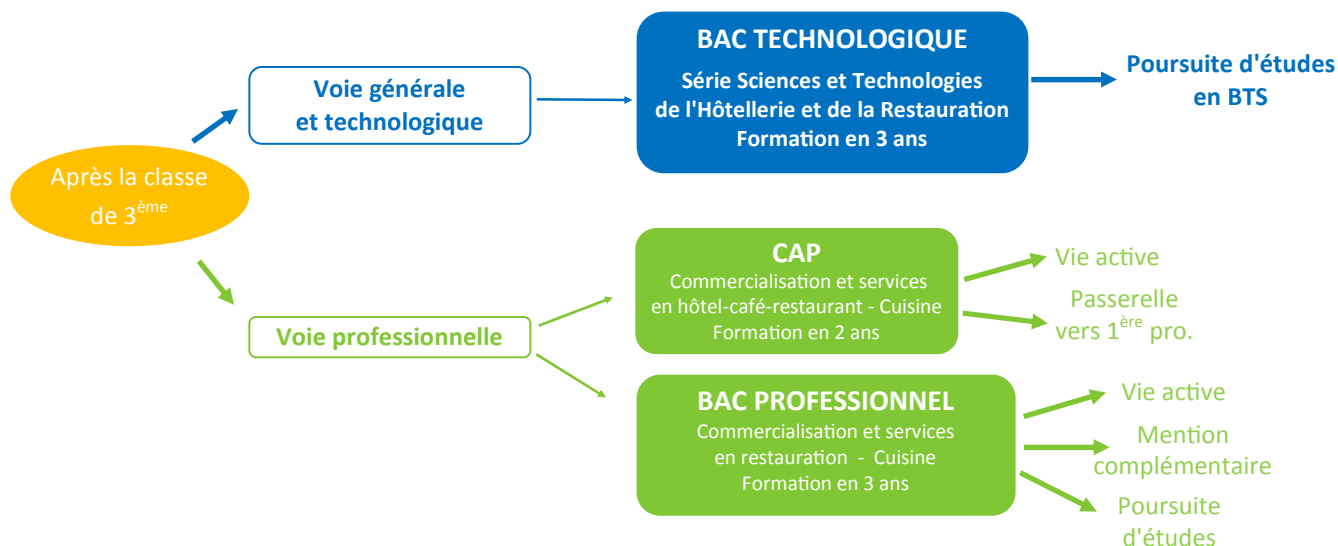 Après la classe
de 3ème
Voie générale
et technologique
BAC TECHNOLOGIQUE
Série Sciences et Technologies
de l'Hôtellerie et de la Restauration
Formation en 3 ans
Poursuite d'études
en BTS
Voie professionnelle
CAP
Commercialisation et services
en hôtel-café-restaurant - Cuisine
Formation en 2 ans
Vie active
Passerelle
vers 1ère pro.
BAC PROFESSIONNEL
Commercialisation et services
en restauration - Cuisine
Formation en 3 ans
Vie active
Mention
complémentaire
Poursuite
d'études